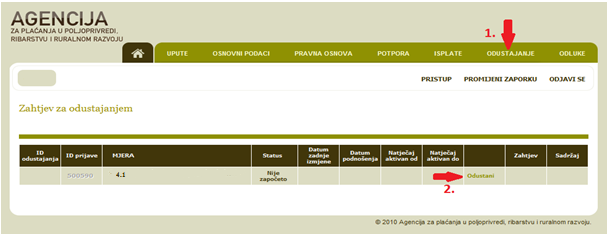 AGENCIJA
ZA PLAĆANJA U POLJOPRIVREDI,
RIBARSTVU I RURALNOM RAZVOJU
1.
UPUTE OSNOVNI PODACI PRAVNA OSNOVA POTPORA ISPLATE ODUSTAJANJE ODLUKE
PRISTUP PROMIJENI ZAPORKU ODJAVI SE
Zahtjev za odustajanjem
ID odustajanja ID prijave MJERA Status Datum zadnje izmjene Datum podnošenja Natječaj aktivan od Natječaj aktivan do Zahtjev Sadržaj
4.1 Nije započeto Odustani
2.
© 2010 Agencija za plaćanja u poljoprivredi, ribarstvu i ruralnom razvoju.